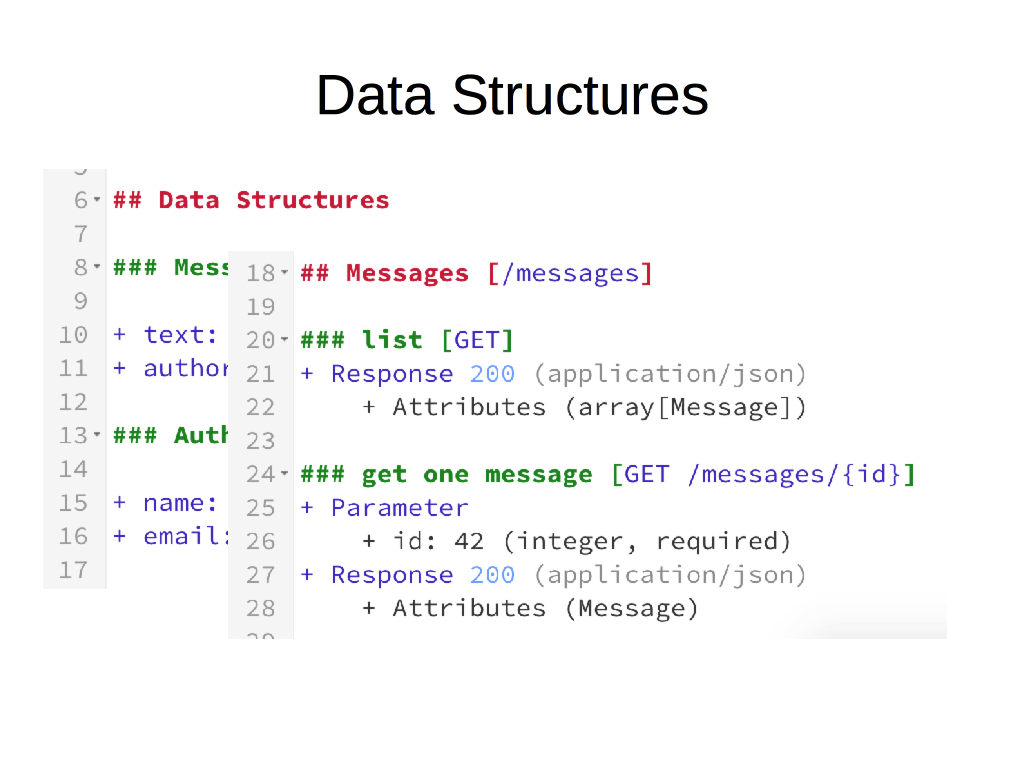 Data Structures
6 ## Data Structures
7
8 ###
9
10 + text:
11 + author
12
13 ###
14
15 + name:
16 + email:
17
18 ## Messages [/messages]
19
20 ### list [GET]
21 + Response 200 (application/json)
22 + Attributes (array[Message])
23
24 ### get one message [GET /messages/{id}]
25 + Parameter
26 + id: 42 (integer, required)
27 + Response 200 (application/json)
28 + Attributes (Message)